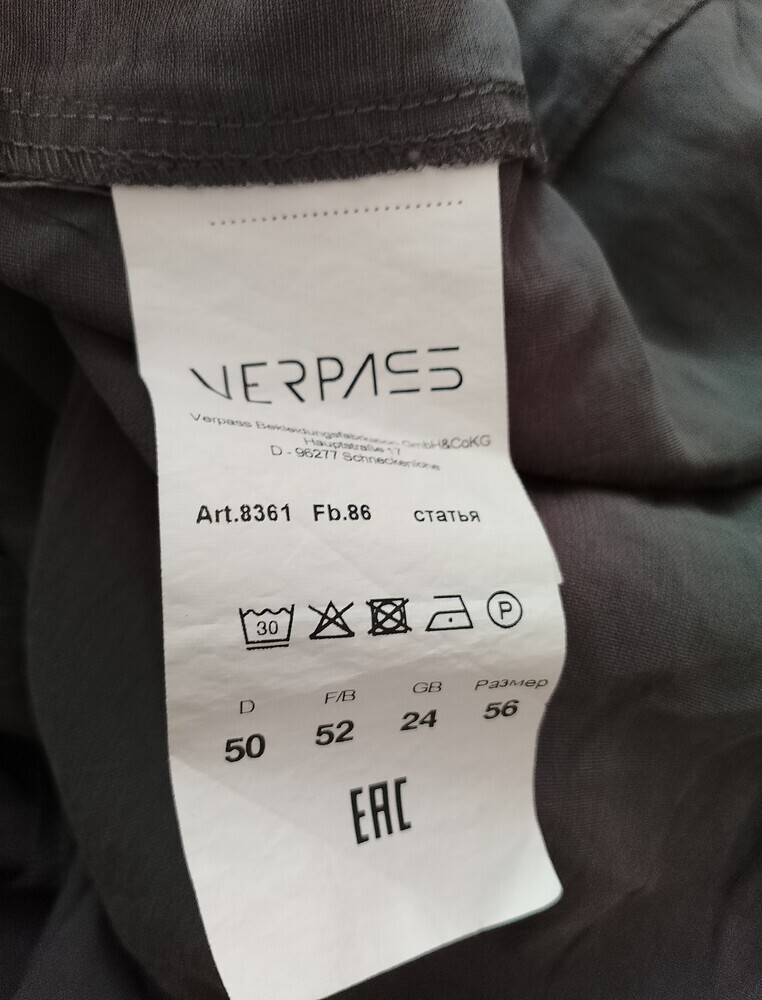 VERPASS
Verpass Bekleidungsfabrikation GmbH&CoKG
Hauptstraße 17
D - 96277 Schneckenlohe
Art.8361 Fb.86 статья
30 P
D F/B GB Размер
50 52 24 56
EAC